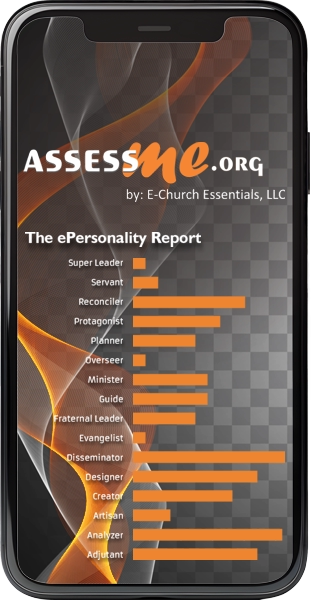 ASSESSme.ORG
by: E-Church Essentials, LLC
The ePersonality Report
Super Leader
Servant
Reconciler
Protagonist
Planner
Overseer
Minister
Guide
Fraternal Leader
Evangelist
Disseminator
Designer
Creator
Artisan
Analyzer
Adjutant